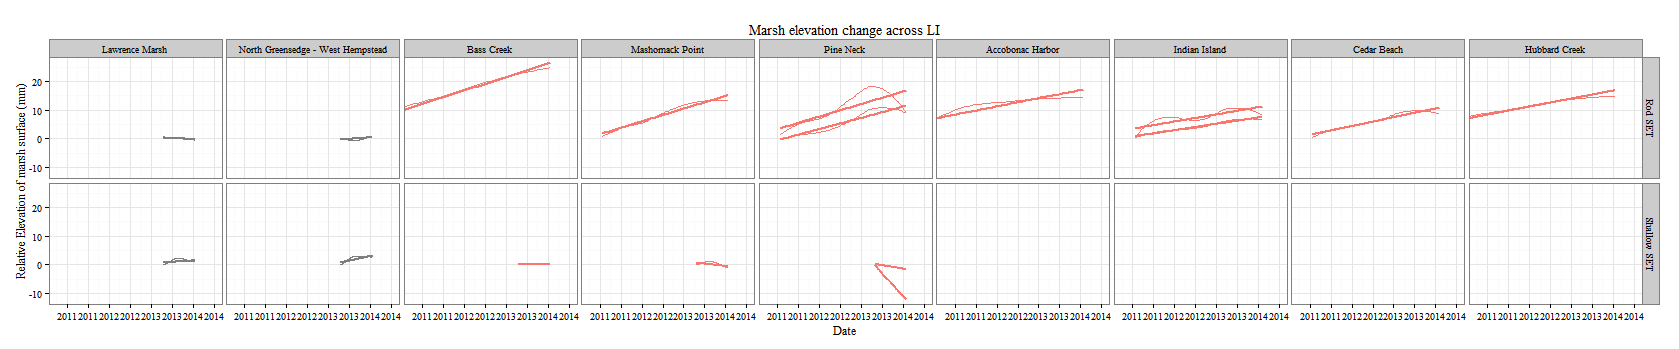 Marsh elevation change across LI
Lawrence Marsh North Greensedge - West Hempstead Bass Creek Mashomack Point Pine Neck Accobonac Harbor Indian Island Cedar Beach Hubbard Creek
Relative Elevation of marsh surface (mm)
20
10
0
-10
Rod SET
20
10
0
-10
Shallow SET
2011 2011 2012 2012 2013 2013 2014 2014 2011 2011 2012 2012 2013 2013 2014 2014 2011 2011 2012 2012 2013 2013 2014 2014 2011 2011 2012 2012 2013 2013 2014 2014 2011 2011 2012 2012 2013 2013 2014 2014 2011 2011 2012 2012 2013 2013 2014 2014 2011 2011 2012 2012 2013 2013 2014 2014 2011 2011 2012 2012 2013 2013 2014 2014 2011 2011 2012 2012 2013 2013 2014 2014
Date